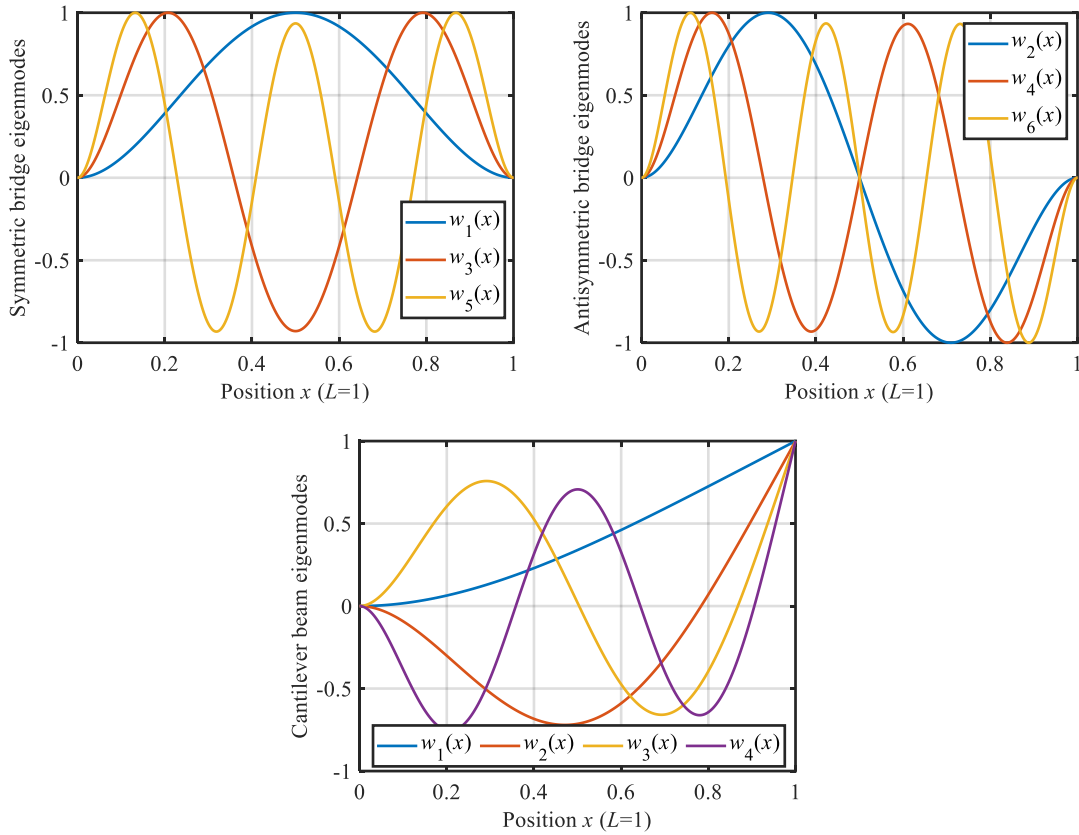 Symmetric bridge eigenmodes
1
0.5
0
-0.5
-1
w1(x)
w3(x)
w5(x)
0 0.2 0.4 0.6 0.8 1
Position x (L=1)
Antisymmetric bridge eigenmodes
1
0.5
0
-0.5
-1
w2(x)
w4(x)
w6(x)
0 0.2 0.4 0.6 0.8 1
Position x (L=1)
Cantilever beam eigenmodes
1
0.5
0
-0.5
-1
w1(x) w2(x) w3(x) w4(x)
0 0.2 0.4 0.6 0.8 1
Position x (L=1)